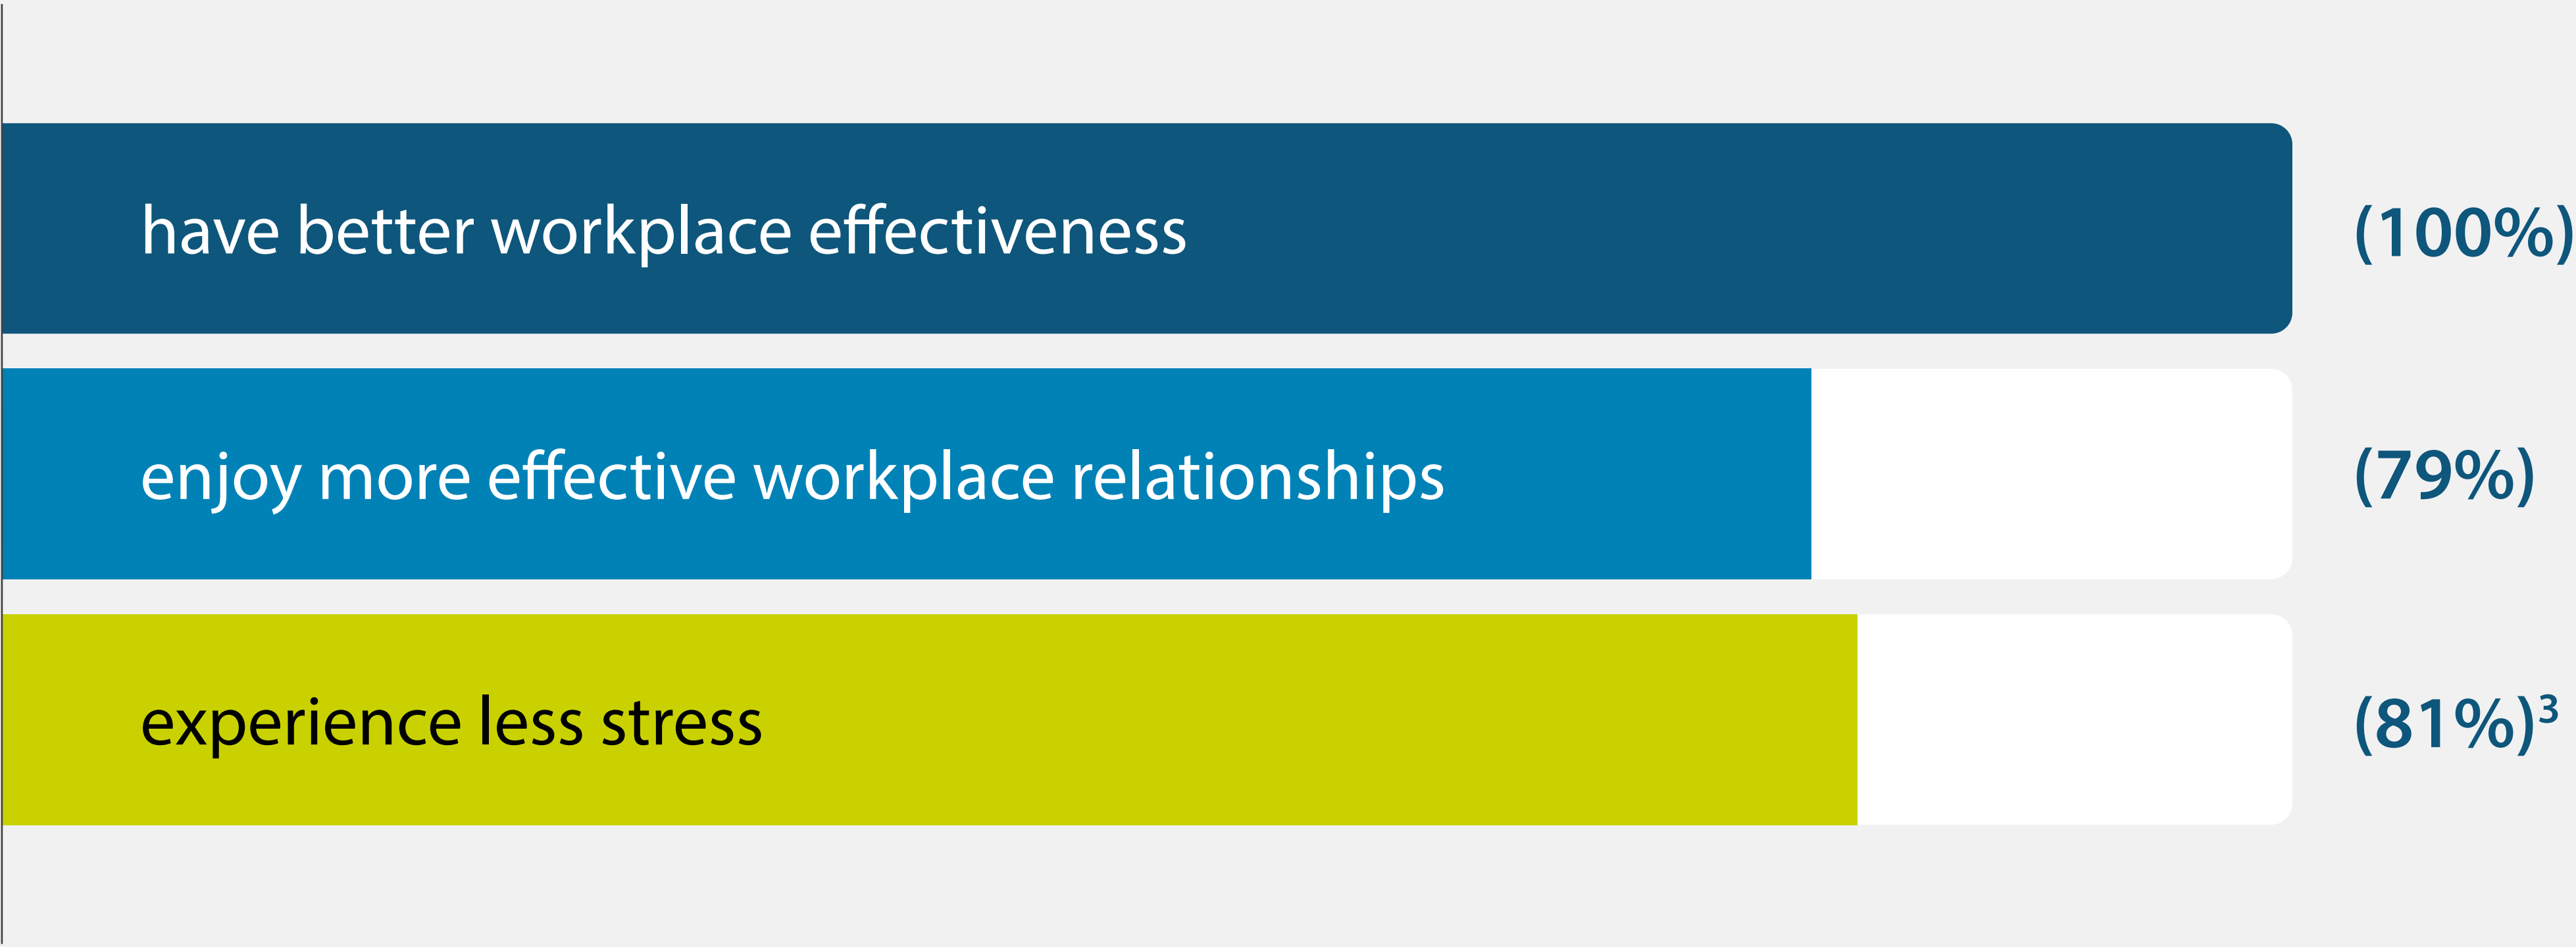 have better workplace effectiveness (100%)
enjoy more effective workplace relationships (79%)
experience less stress (81%)³